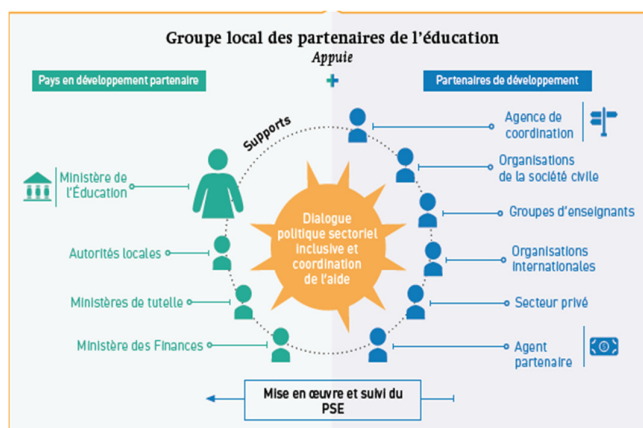 Groupe local des partenaires de l'éducation
Appuie
Pays en développement partenaire
Partenaires de développement
Supports
Agence de
coordination
Organisations
de la société civile
Ministère de
l'Éducation
Groupes d'enseignants
Dialogue
politique sectoriel
inclusive et
coordination
de l'aide
Autorités locales
Organisations
internationales
Ministères de tutelle
Secteur privé
Ministère des Finances
Agent
partenaire
Mise en œuvre et suivi du
PSE